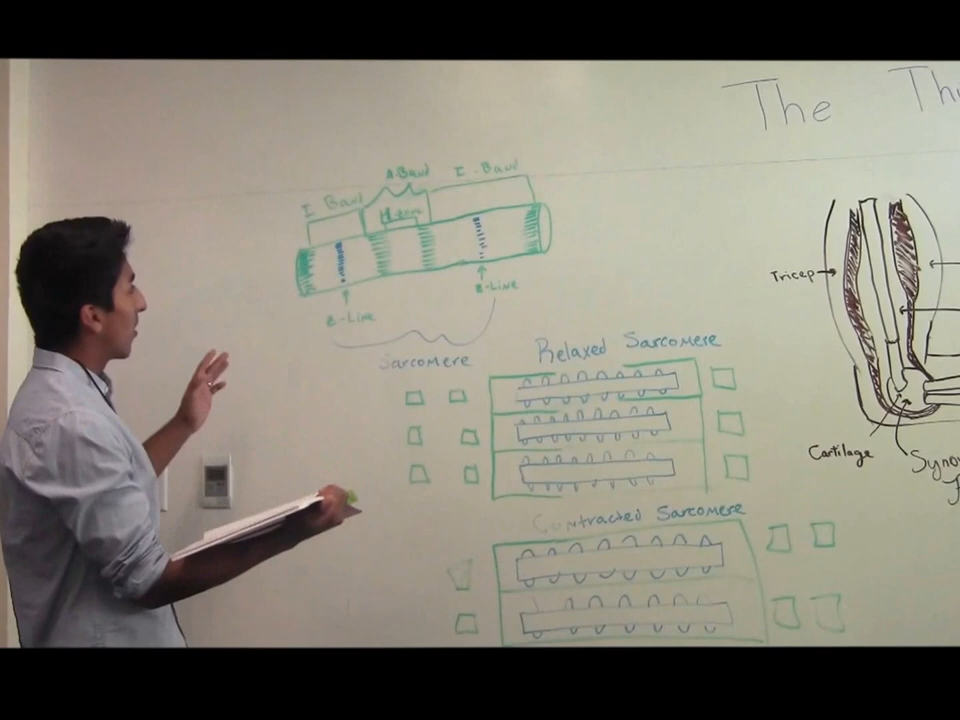 The Th
A-Band
I-Band
I Band
H-zone
Z-Line
Z-Line
Sarcomere
Relaxed Sarcomere
Contracted Sarcomere
Tricep
Cartilage
Syno
f